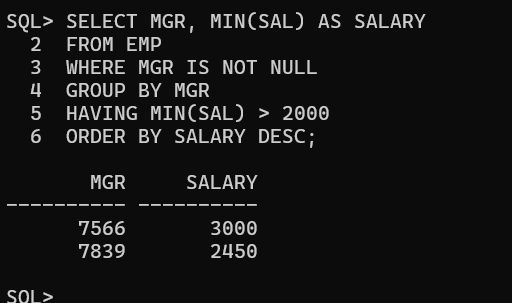 SQL> SELECT MGR, MIN(SAL) AS SALARY
  2  FROM EMP
  3  WHERE MGR IS NOT NULL
  4  GROUP BY MGR
  5  HAVING MIN(SAL) > 2000
  6  ORDER BY SALARY DESC;

       MGR     SALARY
---------- ----------
      7566       3000
      7839       2450

SQL>